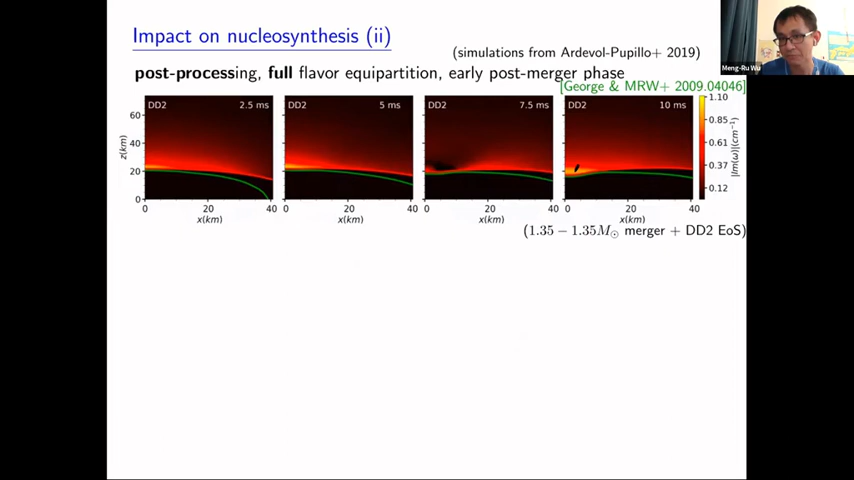 Impact on nucleosynthesis (ii)
(simulations from Ardevol-Pupillo+ 2019)
post-processing, full flavor equipartition, early post-merger phase
[George & MRW+ 2009.04046]
DD2 2.5 ms
DD2 5 ms
DD2 7.5 ms
DD2 10 ms
z(km)
60
40
20
0
0 20 40
x(km)
0 20 40
x(km)
0 20 40
x(km)
0 20 40
x(km)
1.10
0.85
0.61
0.37
0.12
|Im(ω)|(cm⁻¹)
(1.35 − 1.35M⊙ merger + DD2 EoS)
Meng-Ru Wu